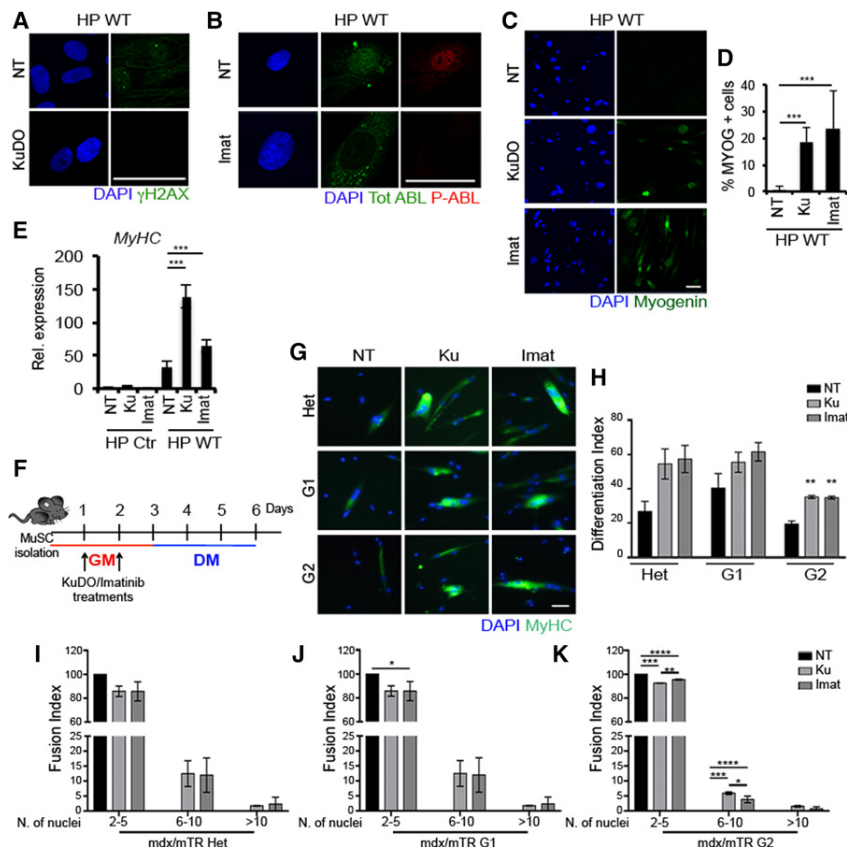 A
HP WT
NT
KuDO
DAPI γH2AX
B
HP WT
NT
Imat
DAPI Tot ABL P-ABL
C
HP WT
NT
KuDO
Imat
DAPI Myogenin
D
% MYOG + cells
40
30
20
10
0
***
***
NT
Ku
Imat
HP WT
E
MyHC
Rel. expression
200
150
100
50
0
***
***
NT
Ku
Imat
NT
Ku
Imat
HP Ctr
HP WT
F
1 2 3 4 5 6 Days
MuSC
isolation
GM
DM
KuDO/Imatinib
treatments
G
NT Ku Imat
Het
G1
G2
DAPI MyHC
H
NT
Ku
Imat
Differentiation Index
80
60
40
20
0
** **
Het G1 G2
I
Fusion Index
120
100
80
60
25
20
15
10
5
0
N. of nuclei 2-5 6-10 >10
mdx/mTR Het
J
Fusion Index
120
100
80
60
25
20
15
10
5
0
*
2-5 6-10 >10
mdx/mTR G1
K
NT
Ku
Imat
Fusion Index
120
100
80
60
25
20
15
10
5
0
****
***
**
****
***
*
N. of nuclei 2-5 6-10 >10
mdx/mTR G2